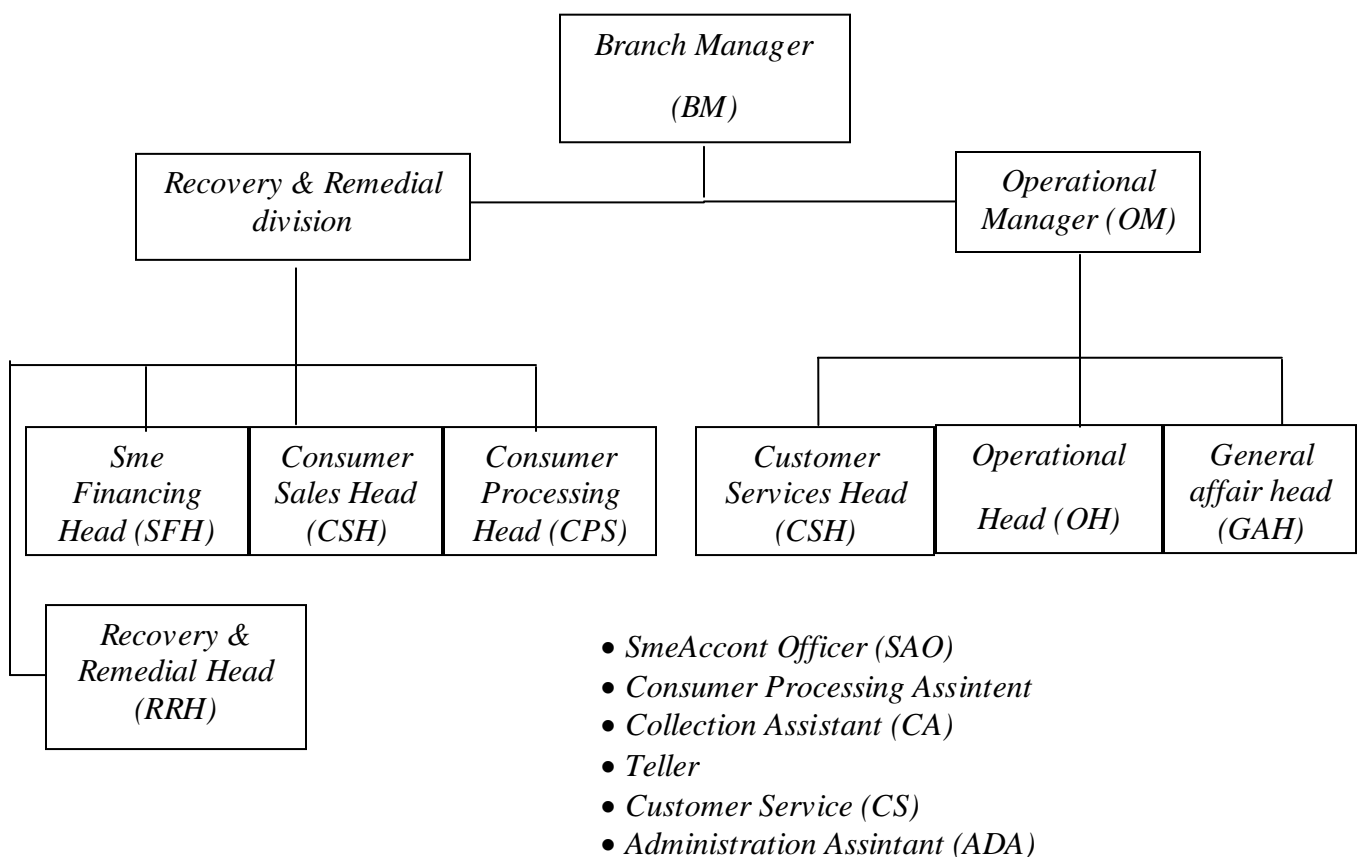 Branch Manager
(BM)
Recovery & Remedial
division
Operational
Manager (OM)
Sme
Financing
Head (SFH)
Consumer
Sales Head
(CSH)
Consumer
Processing
Head (CPS)
Customer
Services Head
(CSH)
Operational
Head (OH)
General
affair head
(GAH)
Recovery &
Remedial Head
(RRH)
• SmeAccont Officer (SAO)
• Consumer Processing Assintent
• Collection Assistant (CA)
• Teller
• Customer Service (CS)
• Administration Assintant (ADA)